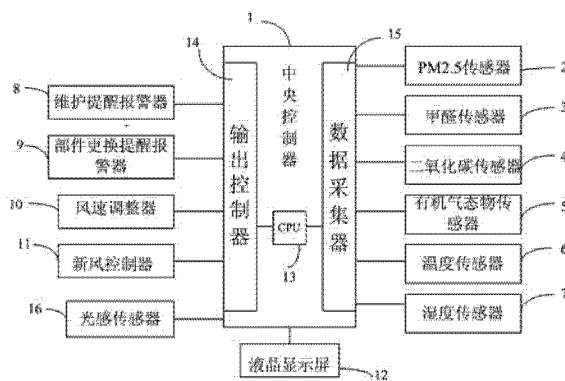 1
14
15
中央控制器
输出控制器
数据采集器
CPU
13
8
维护提醒报警器
9
部件更换提醒报
警器
10
风速调整器
11
新风控制器
16
光感传感器
PM2.5传感器
2
甲醛传感器
3
二氧化碳传感器
4
有机气态物传
感器
5
温度传感器
6
湿度传感器
7
液晶显示屏
12